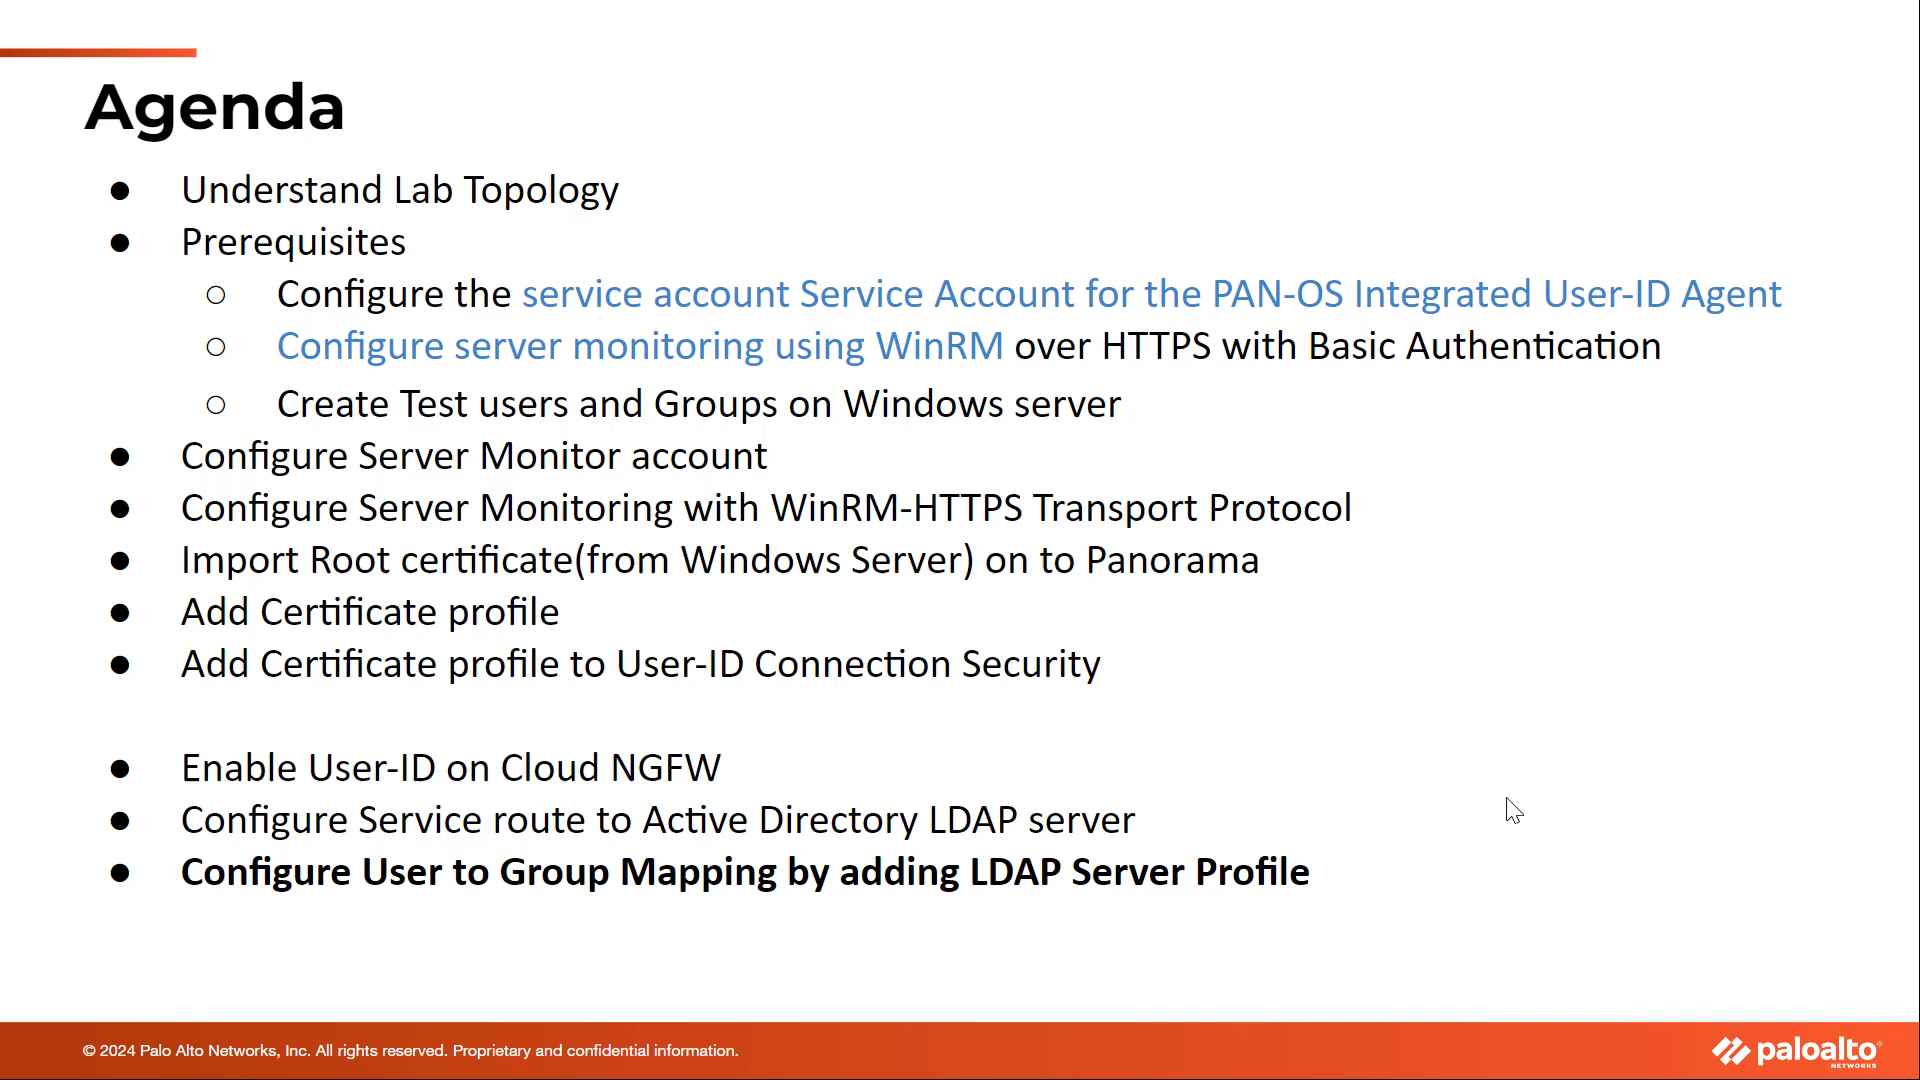 Agenda
● Understand Lab Topology
● Prerequisites
○ Configure the service account Service Account for the PAN-OS Integrated User-ID Agent
○ Configure server monitoring using WinRM over HTTPS with Basic Authentication
○ Create Test users and Groups on Windows server
● Configure Server Monitor account
● Configure Server Monitoring with WinRM-HTTPS Transport Protocol
● Import Root certificate(from Windows Server) on to Panorama
● Add Certificate profile
● Add Certificate profile to User-ID Connection Security
● Enable User-ID on Cloud NGFW
● Configure Service route to Active Directory LDAP server
● Configure User to Group Mapping by adding LDAP Server Profile
© 2024 Palo Alto Networks, Inc. All rights reserved. Proprietary and confidential information.
paloalto®
NETWORKS